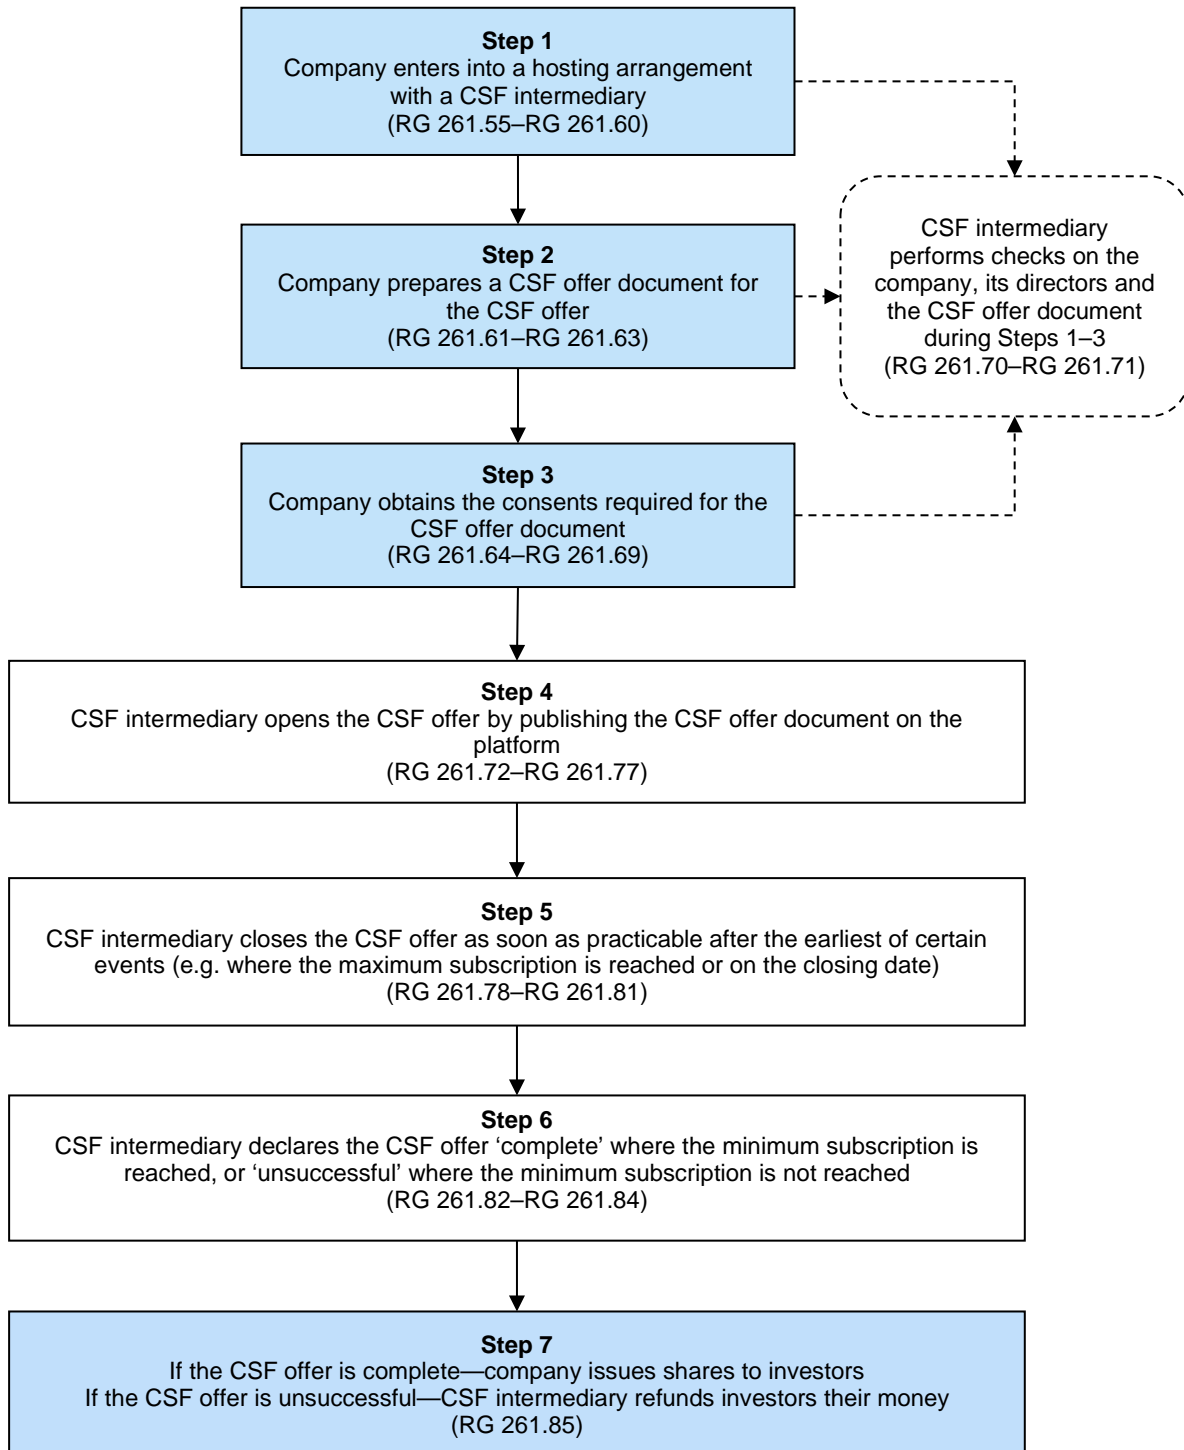 Step 1
Company enters into a hosting arrangement
with a CSF intermediary
(RG 261.55–RG 261.60)
Step 2
Company prepares a CSF offer document for
the CSF offer
(RG 261.61–RG 261.63)
CSF intermediary
performs checks on the
company, its directors and
the CSF offer document
during Steps 1–3
(RG 261.70–RG 261.71)
Step 3
Company obtains the consents required for the
CSF offer document
(RG 261.64–RG 261.69)
Step 4
CSF intermediary opens the CSF offer by publishing the CSF offer document on the
platform
(RG 261.72–RG 261.77)
Step 5
CSF intermediary closes the CSF offer as soon as practicable after the earliest of certain
events (e.g. where the maximum subscription is reached or on the closing date)
(RG 261.78–RG 261.81)
Step 6
CSF intermediary declares the CSF offer ‘complete’ where the minimum subscription is
reached, or ‘unsuccessful’ where the minimum subscription is not reached
(RG 261.82–RG 261.84)
Step 7
If the CSF offer is complete—company issues shares to investors
If the CSF offer is unsuccessful—CSF intermediary refunds investors their money
(RG 261.85)